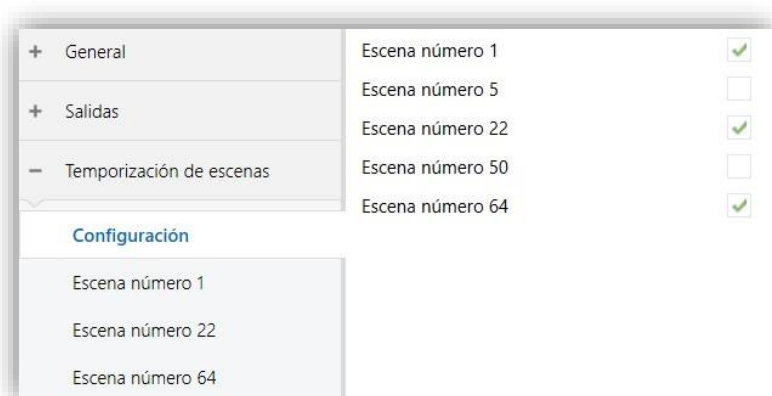 General
Salidas
Temporización de escenas
Configuración
Escena número 1
Escena número 22
Escena número 64
Escena número 1
Escena número 5
Escena número 22
Escena número 50
Escena número 64